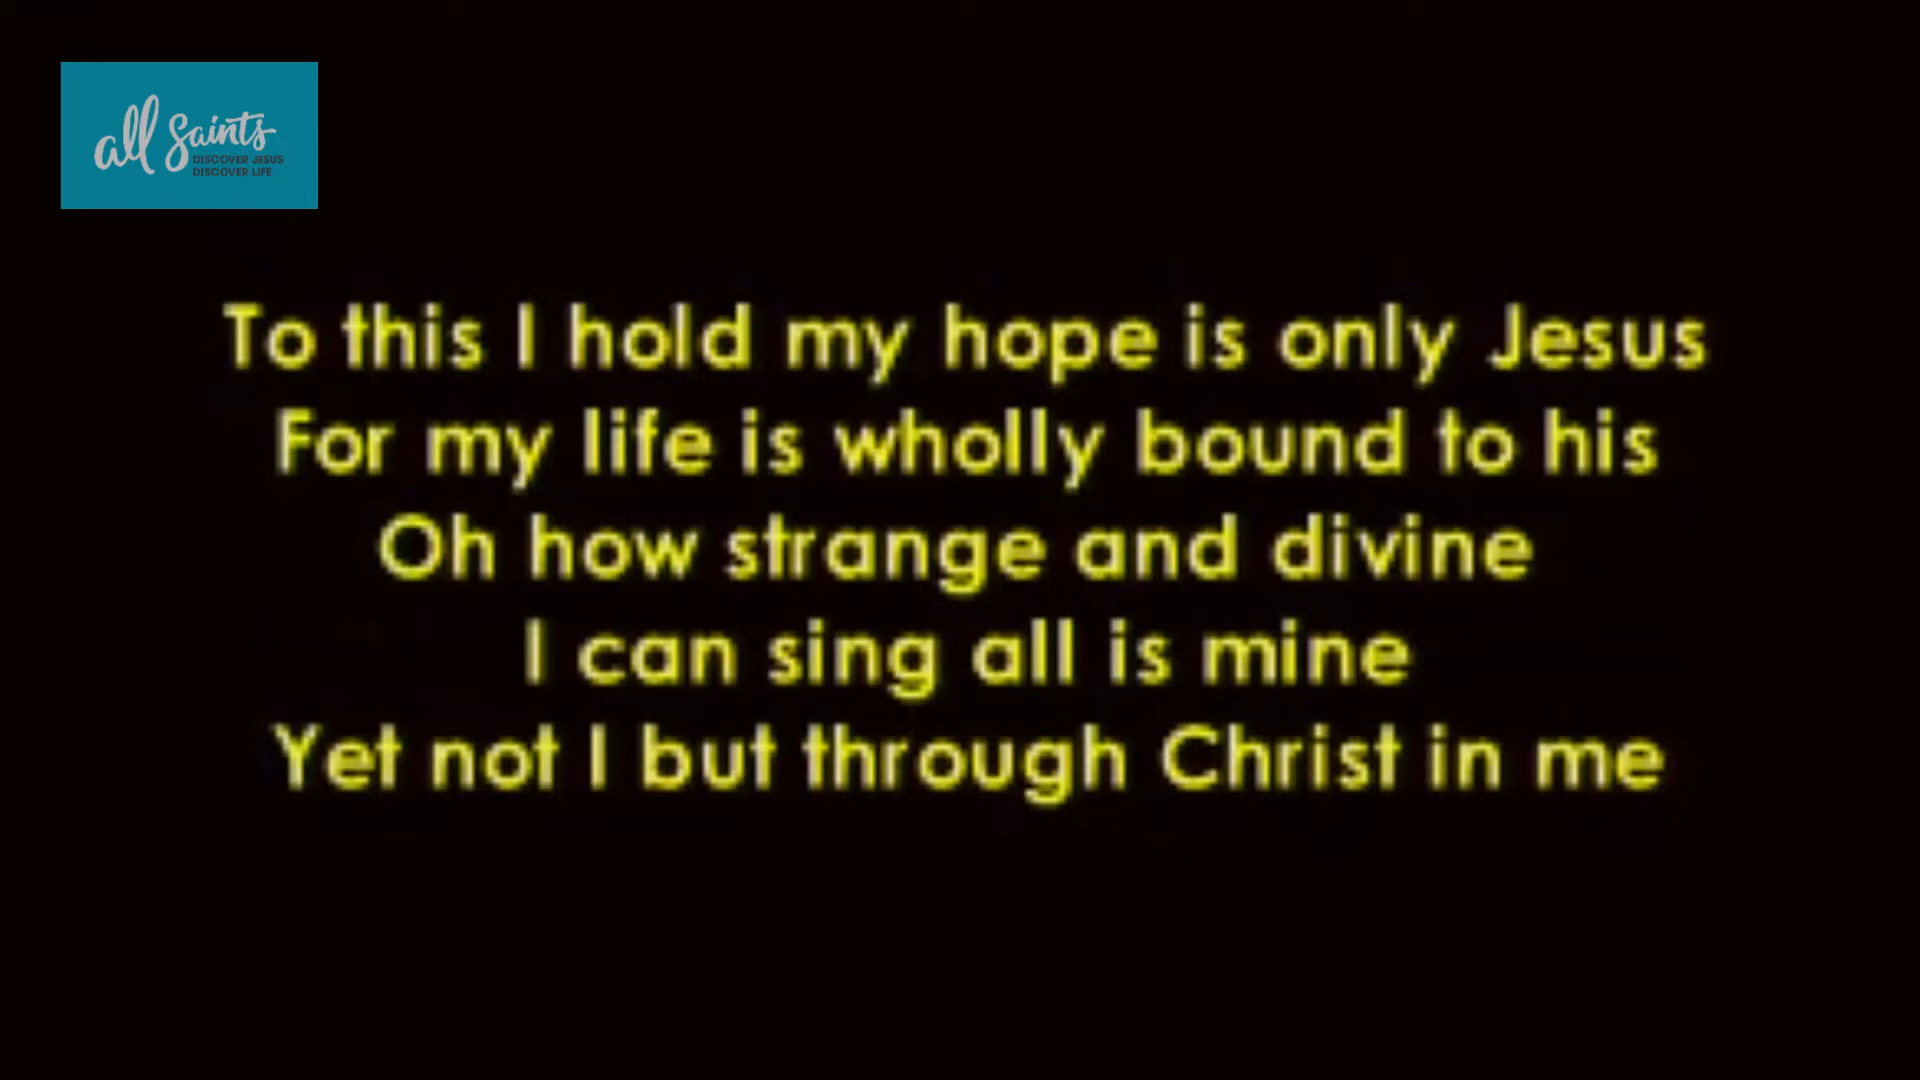 all saints
DISCOVER JESUS
DISCOVER LIFE
To this I hold my hope is only Jesus
For my life is wholly bound to his
Oh how strange and divine
I can sing all is mine
Yet not I but through Christ in me